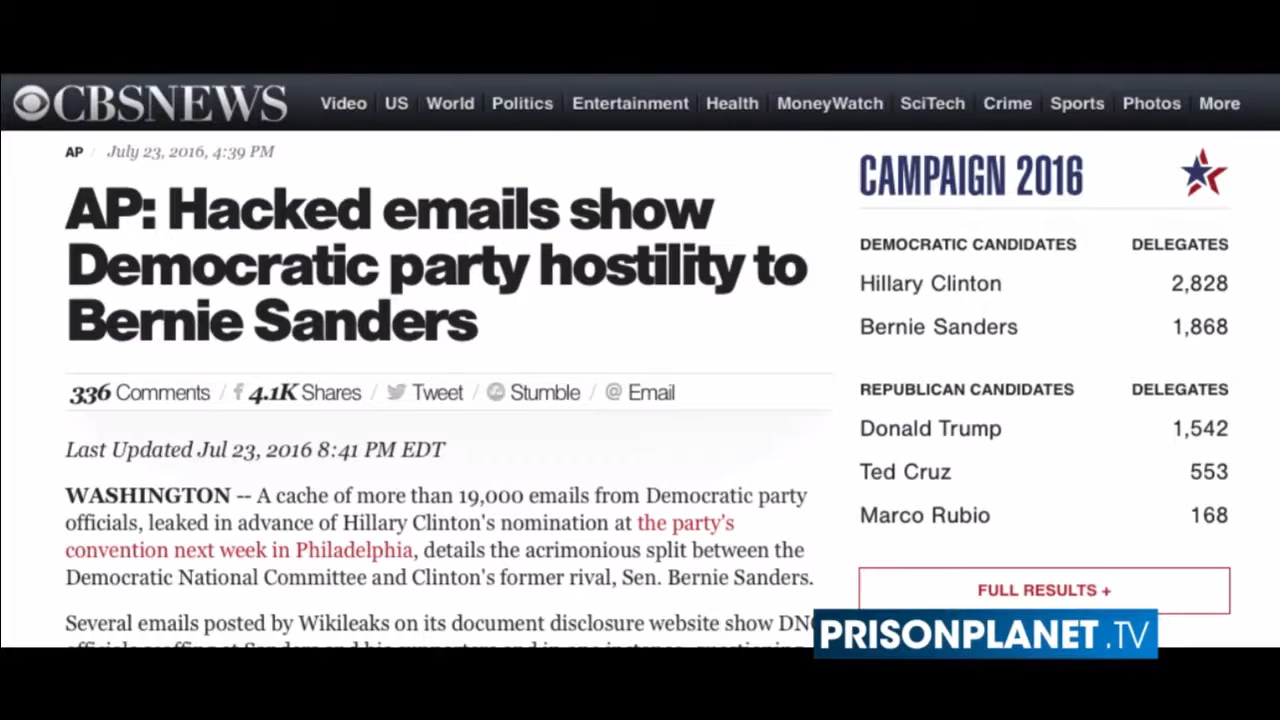 CBSNEWS Video US World Politics Entertainment Health MoneyWatch SciTech Crime Sports Photos More
AP / July 23, 2016, 4:39 PM
AP: Hacked emails show
Democratic party hostility to
Bernie Sanders
336 Comments / f 4.1K Shares / Tweet / Stumble / @ Email
Last Updated Jul 23, 2016 8:41 PM EDT
WASHINGTON -- A cache of more than 19,000 emails from Democratic party
officials, leaked in advance of Hillary Clinton's nomination at the party's
convention next week in Philadelphia, details the acrimonious split between the
Democratic National Committee and Clinton's former rival, Sen. Bernie Sanders.
Several emails posted by Wikileaks on its document disclosure website show
CAMPAIGN 2016
DEMOCRATIC CANDIDATES DELEGATES
Hillary Clinton 2,828
Bernie Sanders 1,868
REPUBLICAN CANDIDATES DELEGATES
Donald Trump 1,542
Ted Cruz 553
Marco Rubio 168
FULL RESULTS +
PRISONPLANET.TV